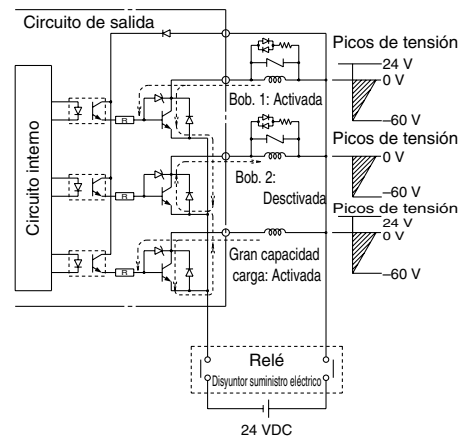 Circuito de salida
Picos de tensión
24 V
0 V
–60 V
Bob. 1: Activada
Circuito interno
R
Picos de tensión
0 V
–60 V
Bob. 2:
Desctivada
R
Picos de tensión
24 V
0 V
–60 V
Gran capacidad
carga: Activada
R
Relé
Disyuntor suministro eléctrico
24 VDC